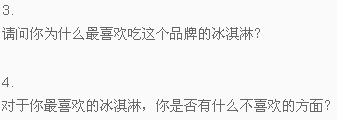 3.
请问你为什么最喜欢吃这个品牌的冰淇淋？
4.
对于你最喜欢的冰淇淋，你是否有什么不喜欢的方面？